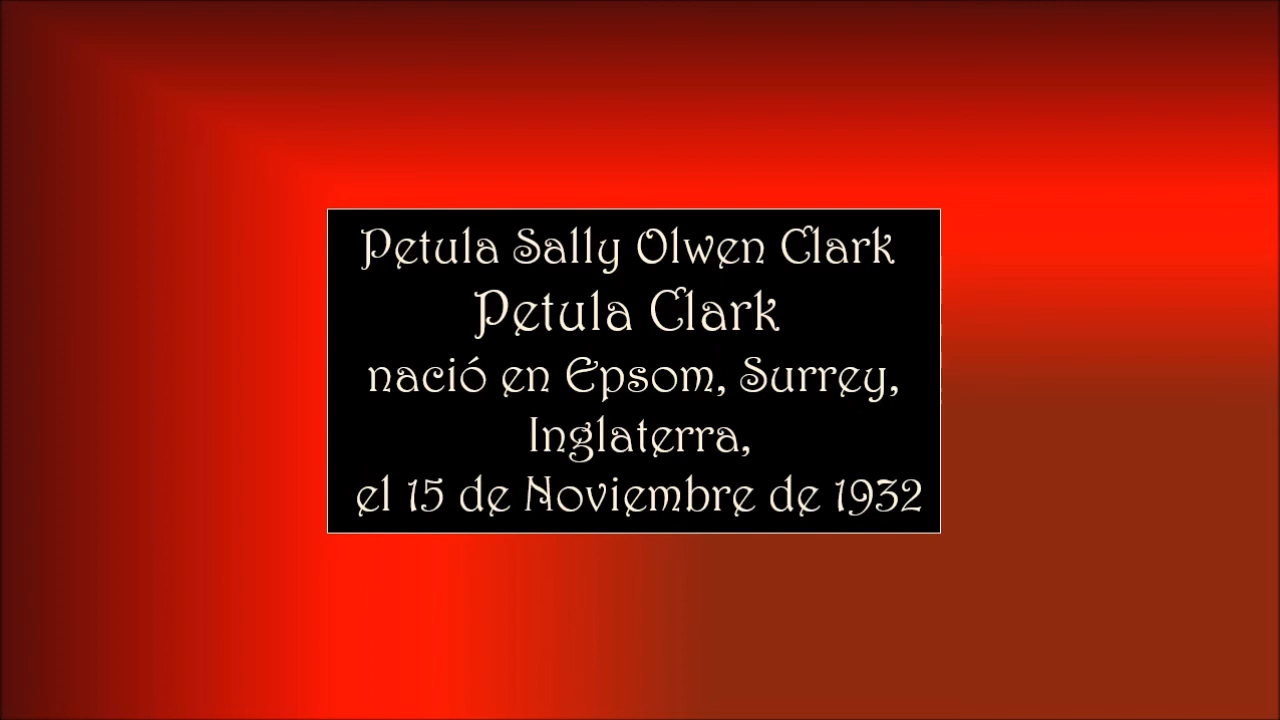 Petula Sally Olwen Clark
Petula Clark
nació en Epsom, Surrey,
Inglaterra,
el 15 de Noviembre de 1932